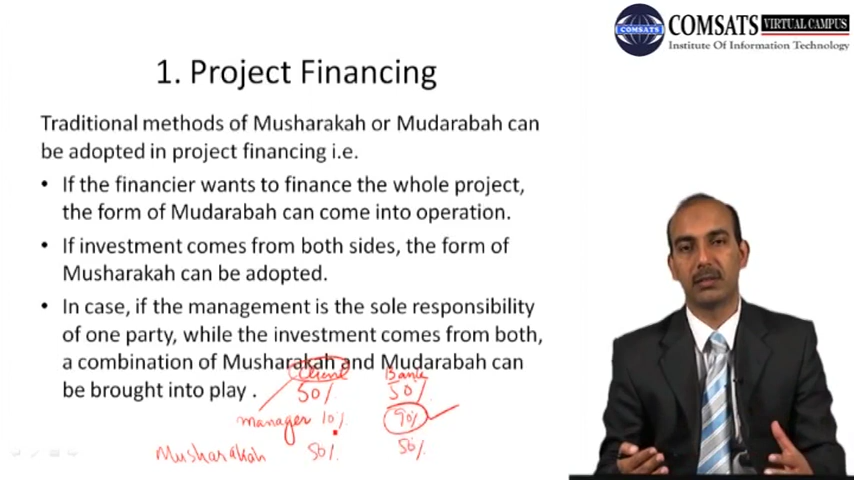 COMSATS VIRTUAL CAMPUS
COMSATS
Institute Of Information Technology
1. Project Financing
Traditional methods of Musharakah or Mudarabah can
be adopted in project financing i.e.
• If the financier wants to finance the whole project,
the form of Mudarabah can come into operation.
• If investment comes from both sides, the form of
Musharakah can be adopted.
• In case, if the management is the sole responsibility
of one party, while the investment comes from both,
a combination of Musharakah and Mudarabah can
be brought into play .
Client Bank
50% 50%
manager 10% 90%
Musharakah 50% 50%